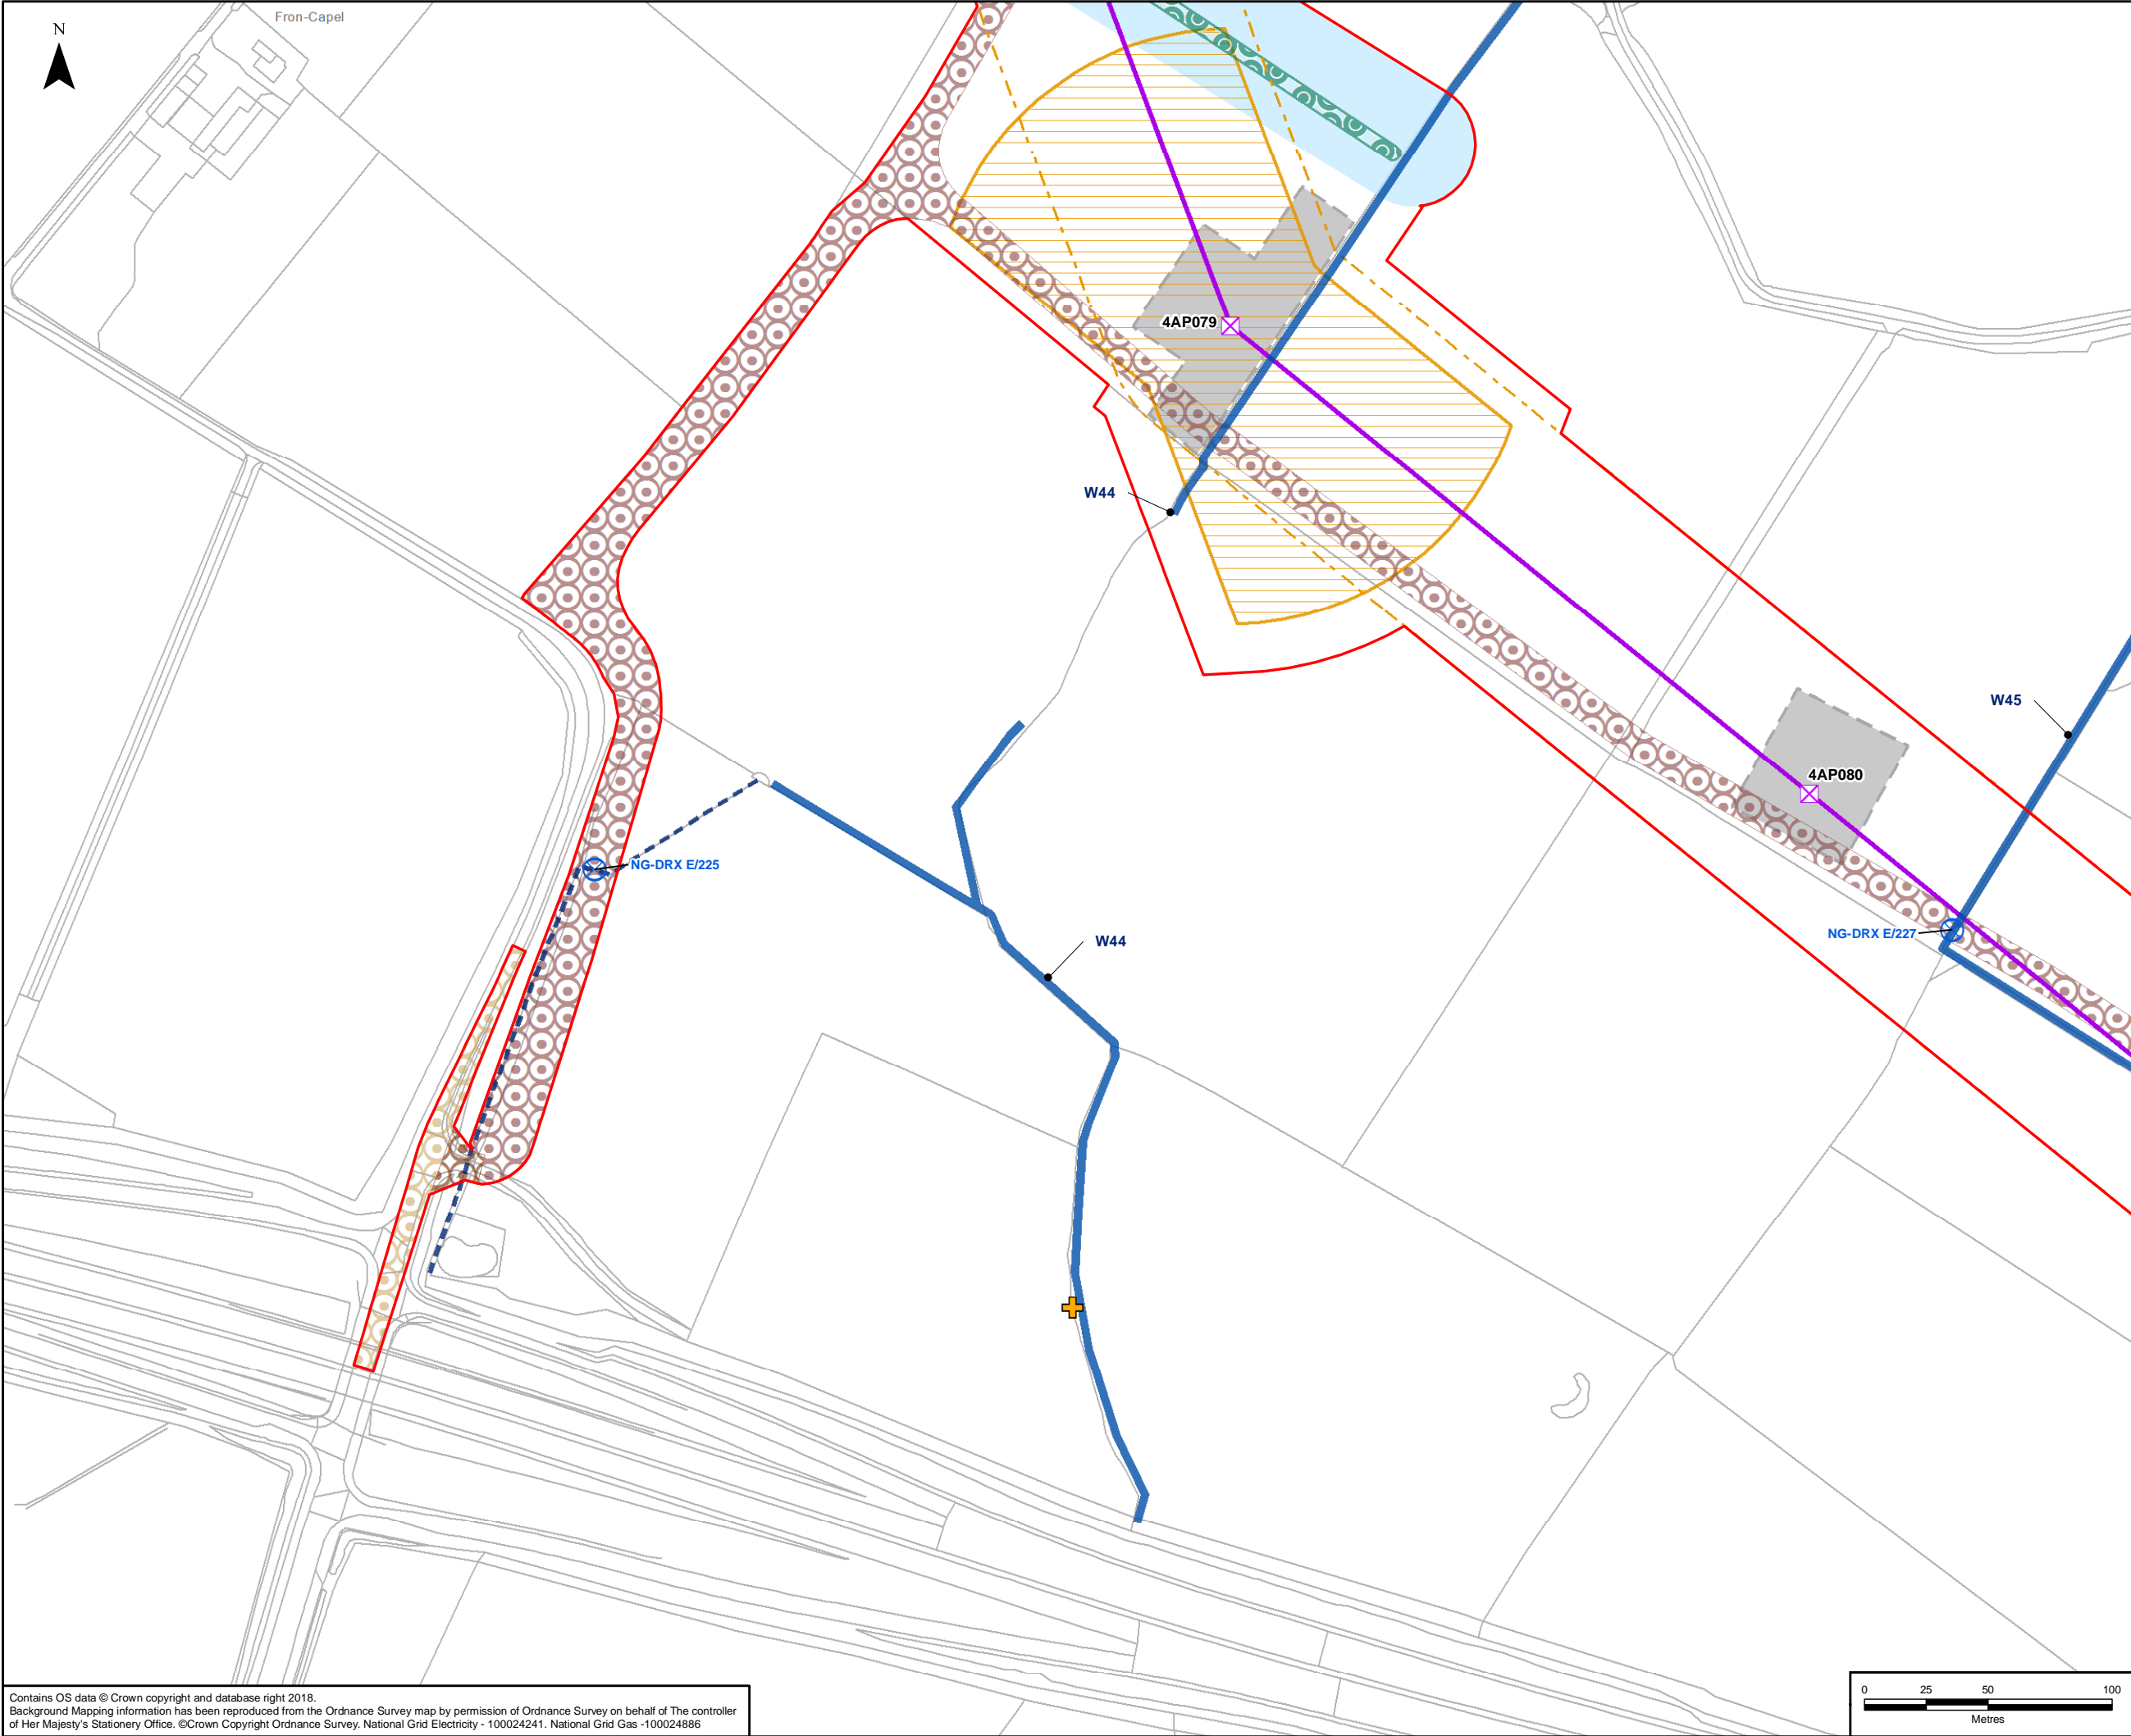 Fron-Capel
N
4AP079
W44
W45
4AP080
NG-DRX E/225
NG-DRX E/227
W44
Contains OS data © Crown copyright and database right 2018.
Background Mapping information has been reproduced from the Ordnance Survey map by permission of Ordnance Survey on behalf of The controller
of Her Majesty's Stationery Office. ©Crown Copyright Ordnance Survey. National Grid Electricity - 100024241. National Grid Gas -100024886
0 25 50 100
Metres